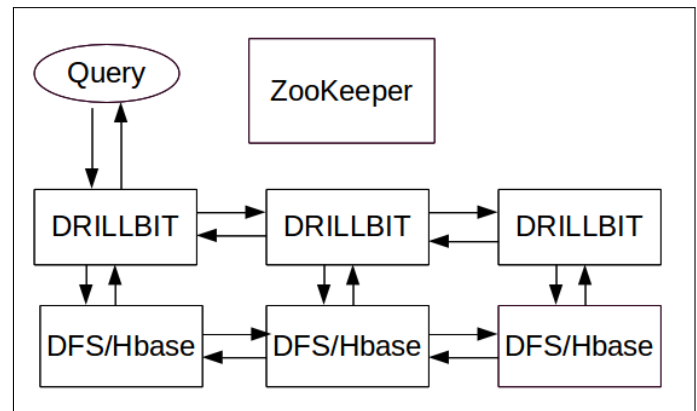 Query
ZooKeeper
DRILLBIT
DRILLBIT
DRILLBIT
DFS/Hbase
DFS/Hbase
DFS/Hbase